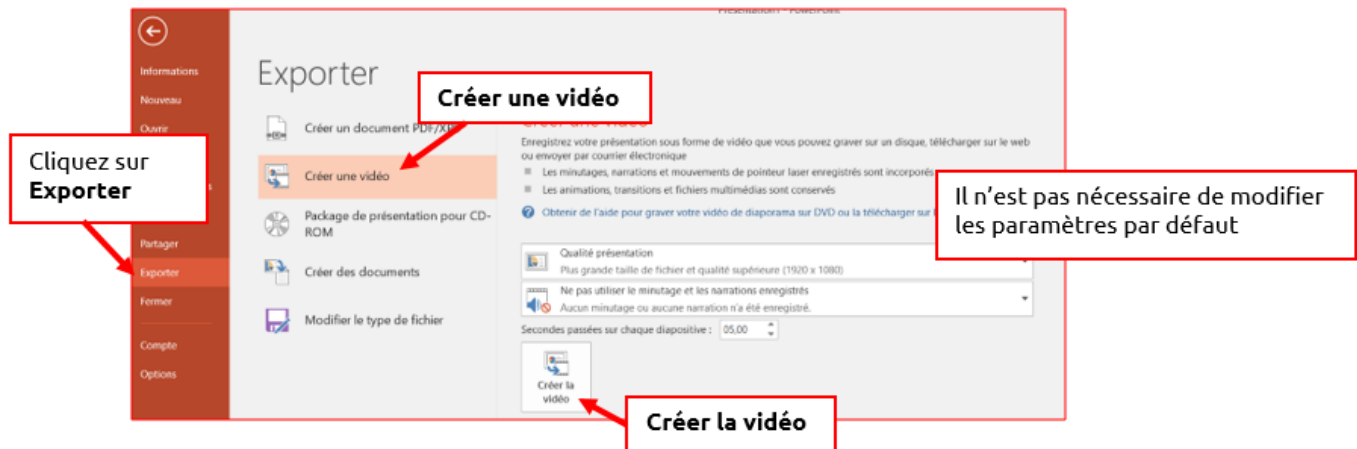 Informations
Nouveau
Ouvrir
Partager
Exporter
Fermer
Compte
Options
Cliquez sur
Exporter
Exporter
Créer un document PDF/
Créer une vidéo
Package de présentation pour CD-
ROM
Créer des documents
Modifier le type de fichier
Créer une vidéo
Enregistrez votre présentation sous forme de vidéo que vous pouvez graver sur un disque, télécharger sur le web
ou envoyer par courrier électronique
Les minutages, narrations et mouvements de pointeur laser enregistrés sont incorporés
Les animations, transitions et fichiers multimédias sont conservés
Obtenir de l'aide pour graver votre vidéo de diaporama sur DVD ou la télécharger sur
Il n’est pas nécessaire de modifier
les paramètres par défaut
Qualité présentation
Plus grande taille de fichier et qualité supérieure (1920 x 1080)
Ne pas utiliser le minutage et les narrations enregistrés
Aucun minutage ou aucune narration n'a été enregistré.
Secondes passées sur chaque diapositive : 05,00
Créer la
vidéo
Créer la vidéo